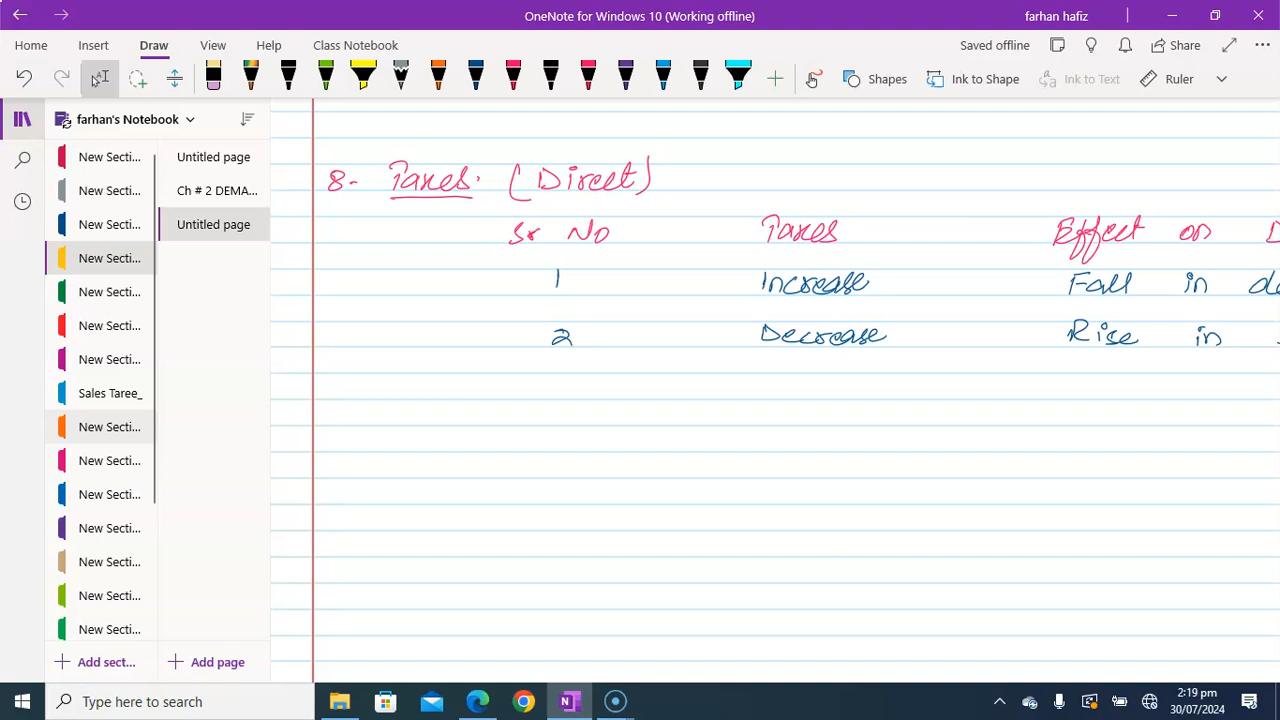 OneNote for Windows 10 (Working offline)
farhan hafiz
Home Insert Draw View Help Class Notebook
Saved offline
Share
Shapes
Ink to Shape
Ink to Text
Ruler
farhan's Notebook
New Secti...
New Secti...
New Secti...
New Secti...
New Secti...
New Secti...
New Secti...
Sales Taree_
New Secti...
New Secti...
New Secti...
New Secti...
New Secti...
New Secti...
New Secti...
Add sect...
Untitled page
Ch # 2 DEMA...
Untitled page
Add page
8- Taxes. (Direct)
Sr No Taxes Effect on D
1 Increase Fall in de
2 Decrease Rise in
Type here to search
2:19 pm
30/07/2024